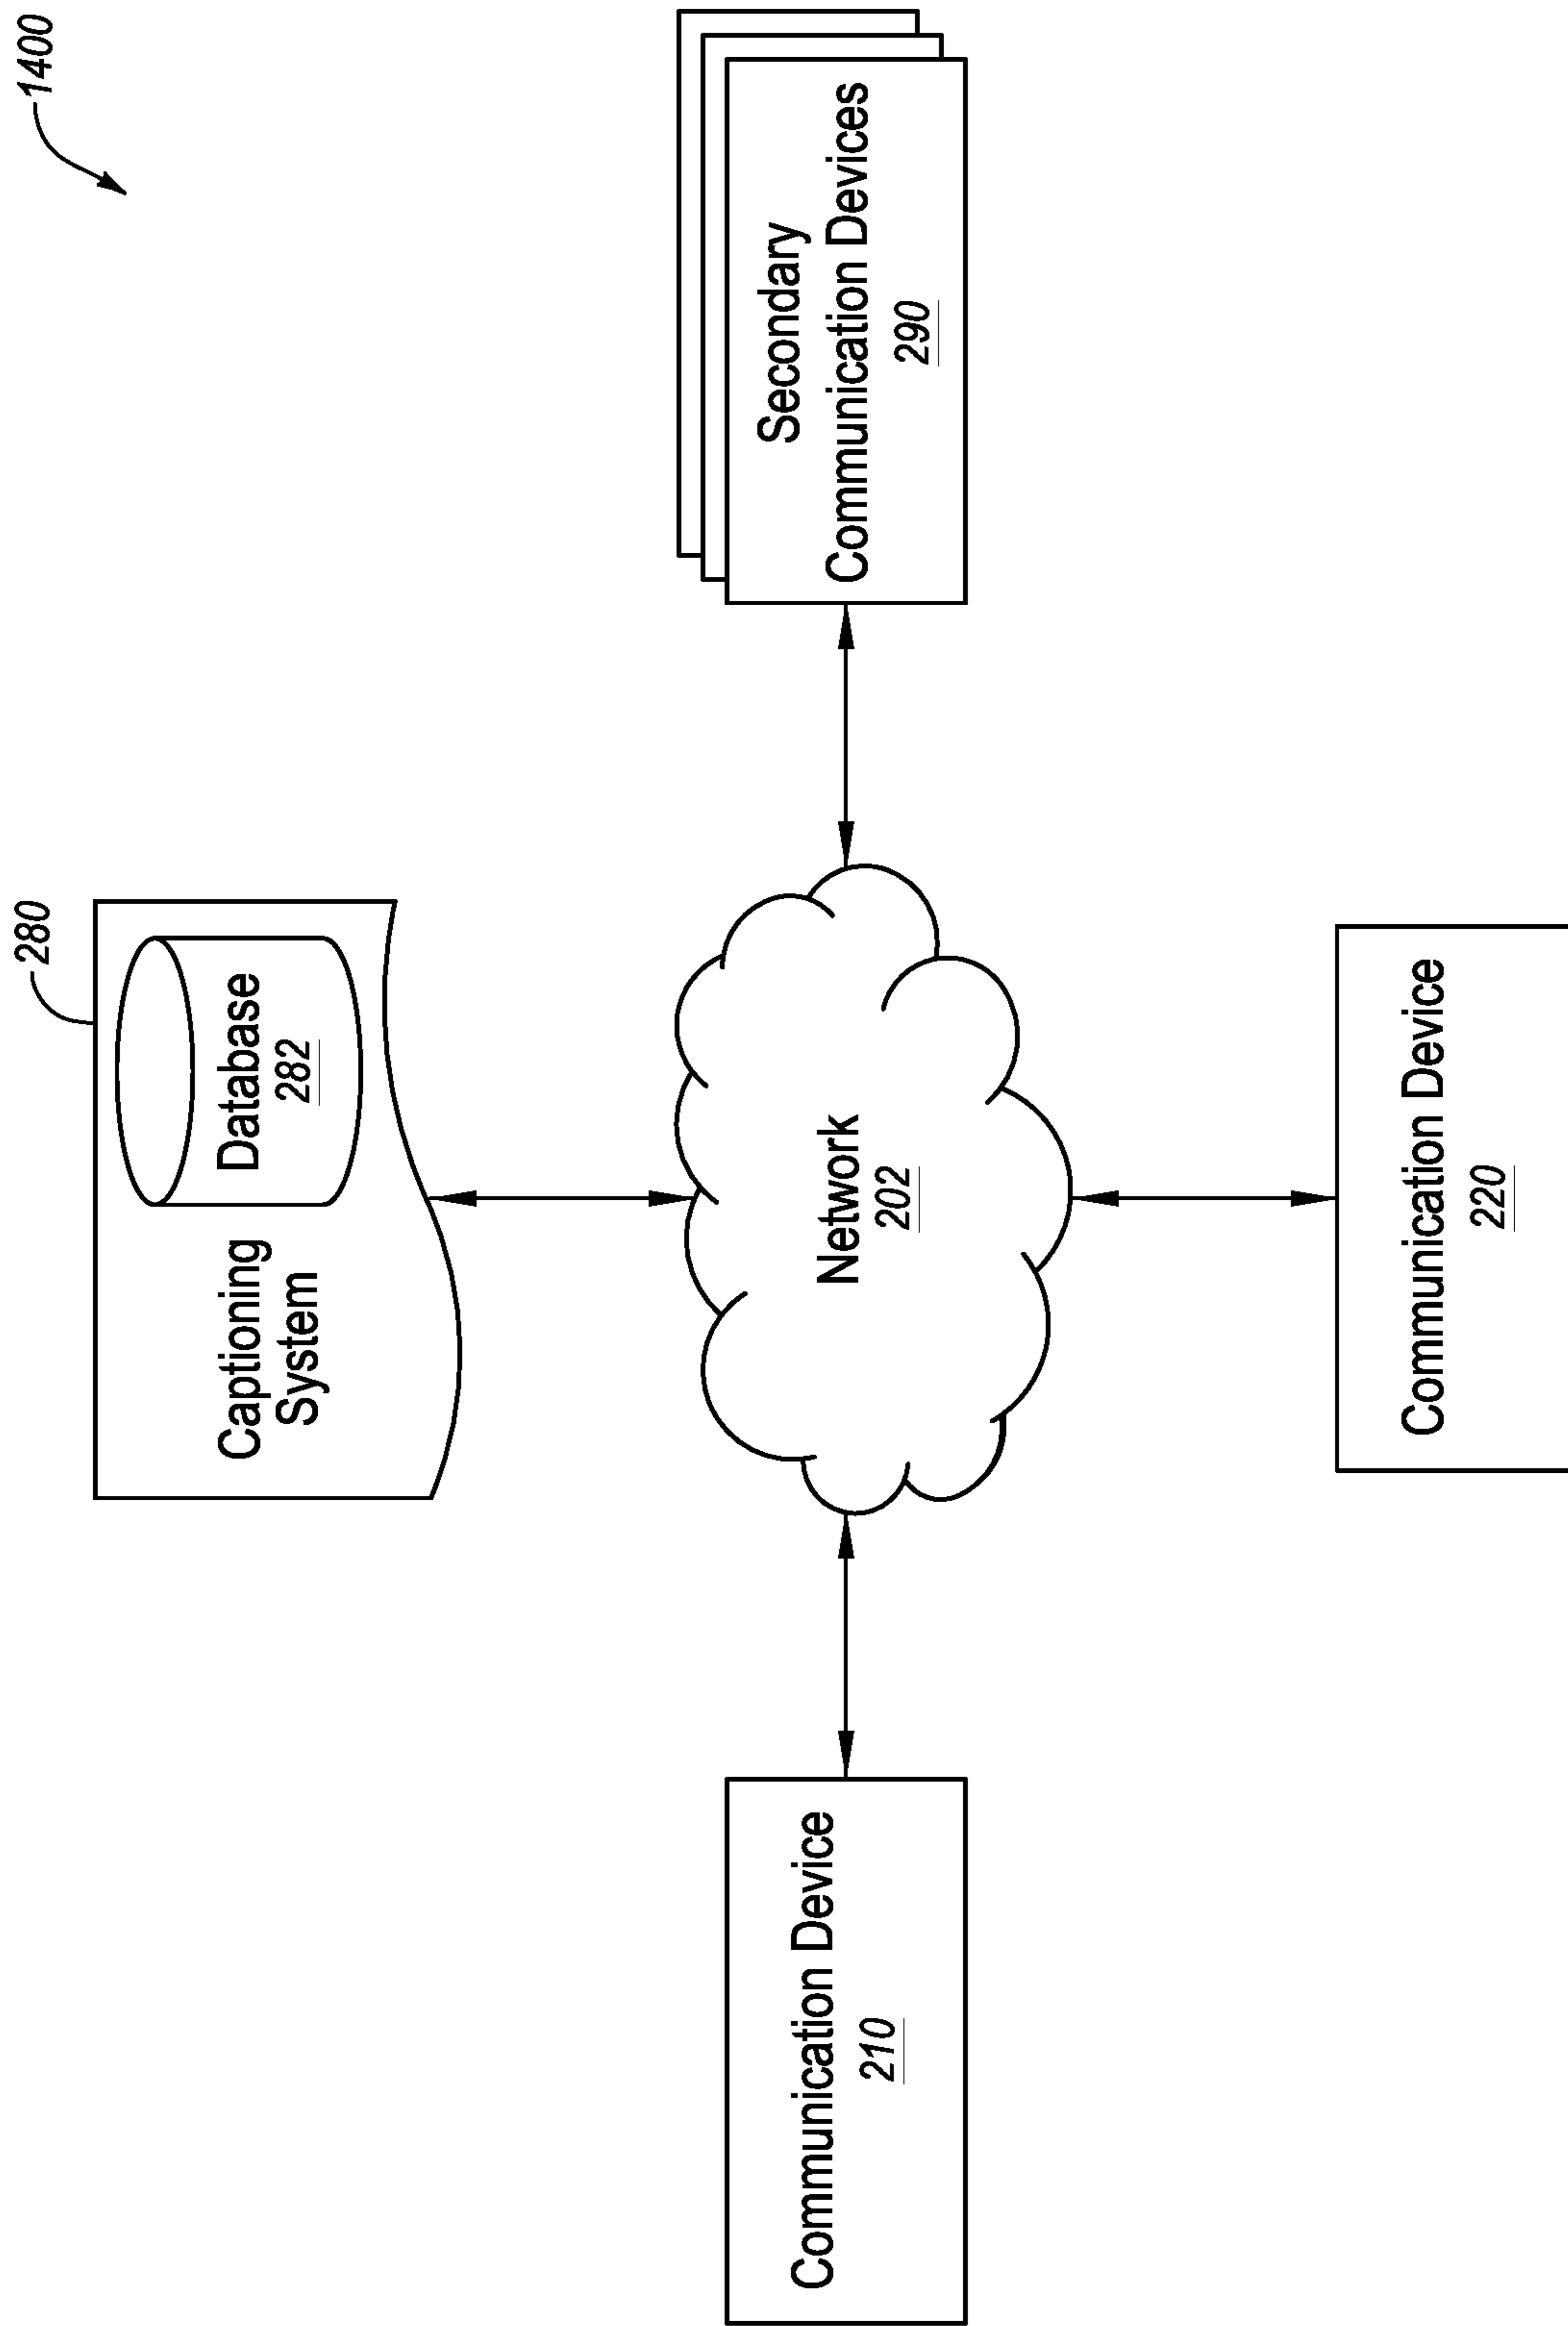 1400
280
Captioning
System
Database
282
Network
202
Communication Device
210
Secondary
Communication Devices
290
Communication Device
220